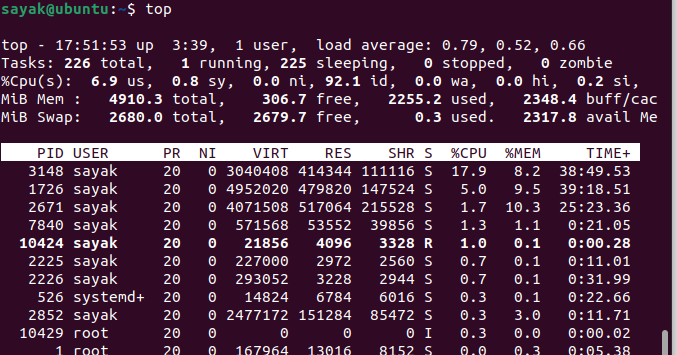 sayak@ubuntu:~$ top
top - 17:51:53 up  3:39,  1 user,  load average: 0.79, 0.52, 0.66
Tasks: 226 total,   1 running, 225 sleeping,   0 stopped,   0 zombie
%Cpu(s):  6.9 us,  0.8 sy,  0.0 ni, 92.1 id,  0.0 wa,  0.0 hi,  0.2 si,
MiB Mem :   4910.3 total,    306.7 free,   2255.2 used,   2348.4 buff/cac
MiB Swap:   2680.0 total,   2679.7 free,      0.3 used.   2317.8 avail Me
PID USER      PR  NI    VIRT    RES    SHR S  %CPU  %MEM     TIME+
3148 sayak     20   0 3040408 414344 111116 S  17.9   8.2  38:49.53
1726 sayak     20   0 4952020 479820 147524 S   5.0   9.5  39:18.51
2671 sayak     20   0 4071508 517064 215528 S   1.7  10.3  25:23.36
7840 sayak     20   0  571568  53552  39856 S   1.3   1.1   0:21.05
10424 sayak     20   0   21856   4096   3328 R   1.0   0.1   0:00.28
2225 sayak     20   0  227000   2972   2560 S   0.7   0.1   0:11.01
2226 sayak     20   0  293052   3228   2944 S   0.7   0.1   0:31.99
526 systemd+  20   0   14824   6784   6016 S   0.3   0.1   0:22.66
2852 sayak     20   0 2477172 151284  85472 S   0.3   3.0   0:11.71
10429 root      20   0       0      0      0 I   0.3   0.0   0:00.02
1 root      20   0  167964  13016   8152 S   0.0   0.3   0:05.38